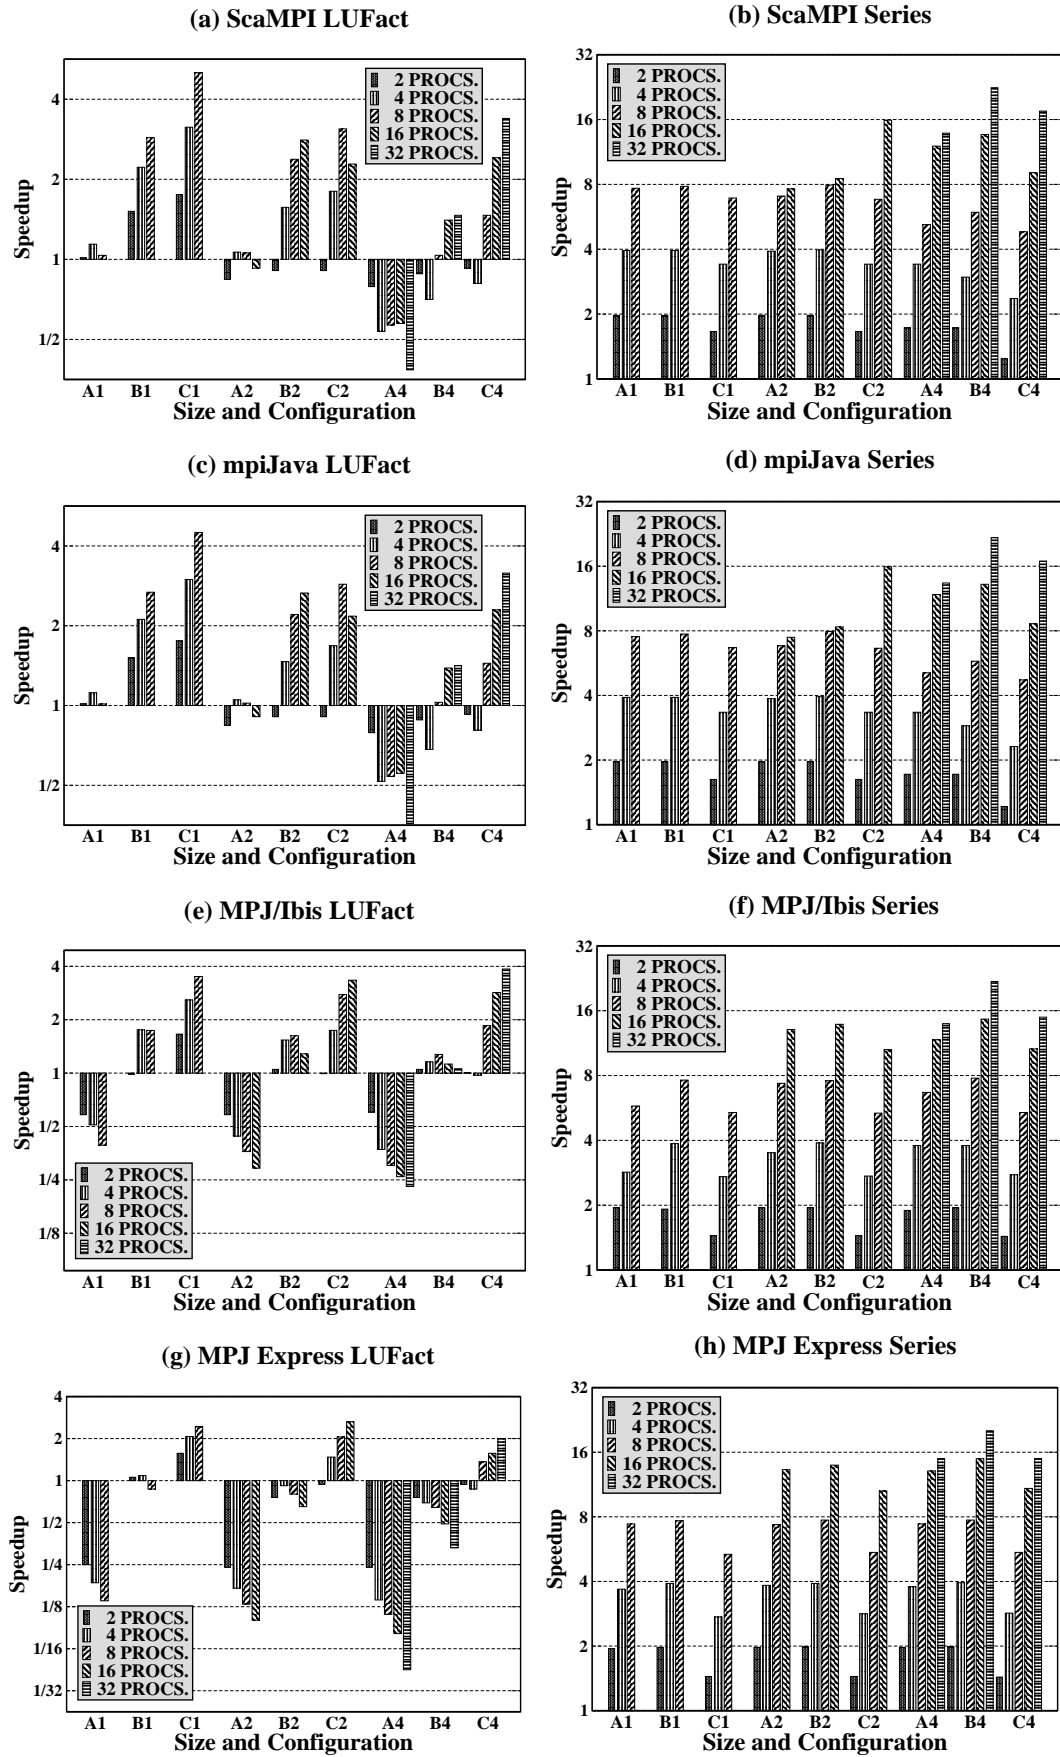 (a) ScaMPI LUFact
4
2
1
1/2
Speedup
2 PROCS.
4 PROCS.
8 PROCS.
16 PROCS.
32 PROCS.
A1 B1 C1 A2 B2 C2 A4 B4 C4
Size and Configuration
(b) ScaMPI Series
32
16
8
4
2
1
Speedup
2 PROCS.
4 PROCS.
8 PROCS.
16 PROCS.
32 PROCS.
A1 B1 C1 A2 B2 C2 A4 B4 C4
Size and Configuration
(c) mpiJava LUFact
4
2
1
1/2
Speedup
2 PROCS.
4 PROCS.
8 PROCS.
16 PROCS.
32 PROCS.
A1 B1 C1 A2 B2 C2 A4 B4 C4
Size and Configuration
(d) mpiJava Series
32
16
8
4
2
1
Speedup
2 PROCS.
4 PROCS.
8 PROCS.
16 PROCS.
32 PROCS.
A1 B1 C1 A2 B2 C2 A4 B4 C4
Size and Configuration
(e) MPJ/Ibis LUFact
4
2
1
1/2
1/4
1/8
Speedup
2 PROCS.
4 PROCS.
8 PROCS.
16 PROCS.
32 PROCS.
A1 B1 C1 A2 B2 C2 A4 B4 C4
Size and Configuration
(f) MPJ/Ibis Series
32
16
8
4
2
1
Speedup
2 PROCS.
4 PROCS.
8 PROCS.
16 PROCS.
32 PROCS.
A1 B1 C1 A2 B2 C2 A4 B4 C4
Size and Configuration
(g) MPJ Express LUFact
4
2
1
1/2
1/4
1/8
1/16
1/32
Speedup
2 PROCS.
4 PROCS.
8 PROCS.
16 PROCS.
32 PROCS.
A1 B1 C1 A2 B2 C2 A4 B4 C4
Size and Configuration
(h) MPJ Express Series
32
16
8
4
2
1
Speedup
2 PROCS.
4 PROCS.
8 PROCS.
16 PROCS.
32 PROCS.
A1 B1 C1 A2 B2 C2 A4 B4 C4
Size and Configuration